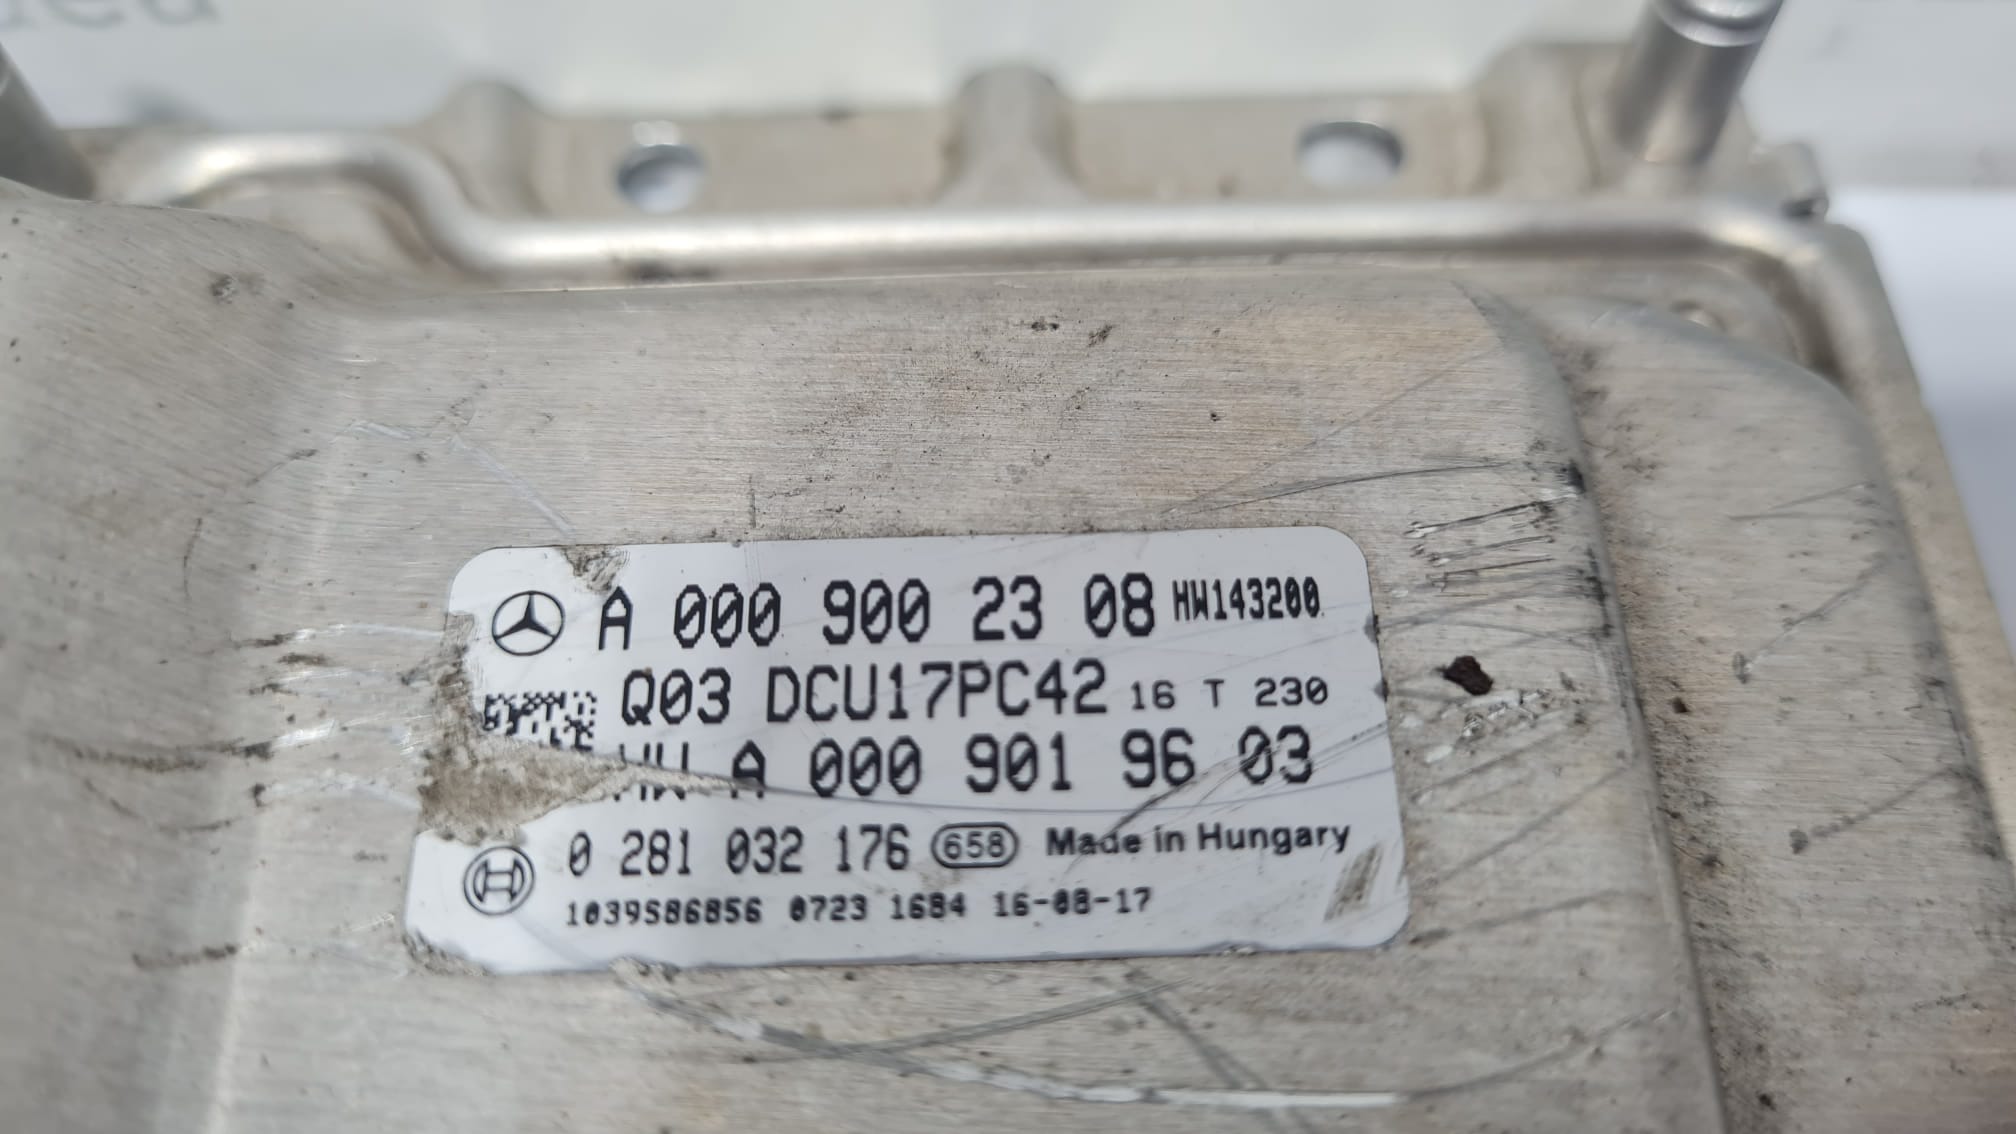 A 000 900 23 08 HW143200
Q03 DCU17PC42 16 T 230
HW A 000 901 96 03
0 281 032 176 658 Made in Hungary
1039S86856 0723 1684 16-08-17